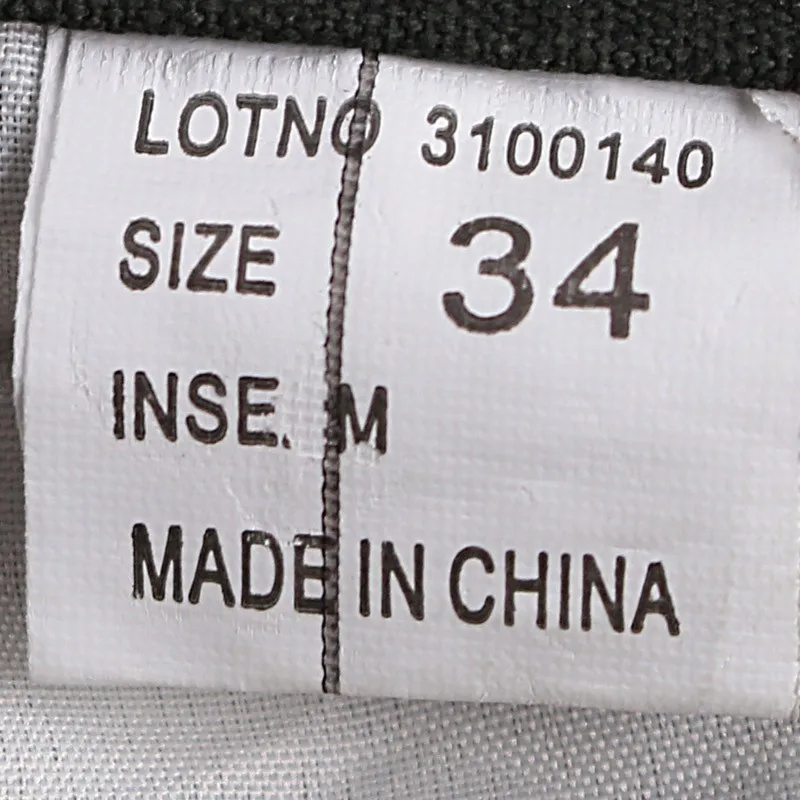 LOTNO 3100140
SIZE 34
INSE. M
MADE IN CHINA